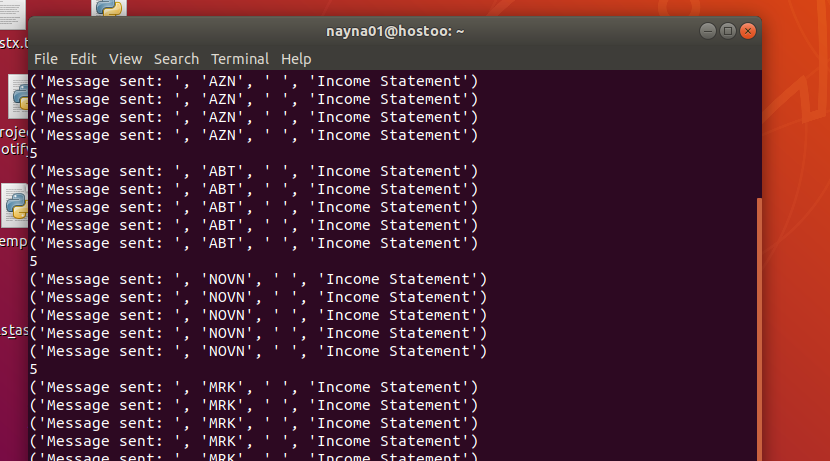 nayna01@hostoo: ~
File Edit View Search Terminal Help
('Message sent: ', 'AZN', ' ', 'Income Statement')
('Message sent: ', 'AZN', ' ', 'Income Statement')
('Message sent: ', 'AZN', ' ', 'Income Statement')
('Message sent: ', 'AZN', ' ', 'Income Statement')
5
('Message sent: ', 'ABT', ' ', 'Income Statement')
('Message sent: ', 'ABT', ' ', 'Income Statement')
('Message sent: ', 'ABT', ' ', 'Income Statement')
('Message sent: ', 'ABT', ' ', 'Income Statement')
('Message sent: ', 'ABT', ' ', 'Income Statement')
5
('Message sent: ', 'NOVN', ' ', 'Income Statement')
('Message sent: ', 'NOVN', ' ', 'Income Statement')
('Message sent: ', 'NOVN', ' ', 'Income Statement')
('Message sent: ', 'NOVN', ' ', 'Income Statement')
('Message sent: ', 'NOVN', ' ', 'Income Statement')
5
('Message sent: ', 'MRK', ' ', 'Income Statement')
('Message sent: ', 'MRK', ' ', 'Income Statement')
('Message sent: ', 'MRK', ' ', 'Income Statement')
('Message sent: ', 'MRK', ' ', 'Income Statement')
('Message sent: ', 'MRK', ' ', 'Income Statement')